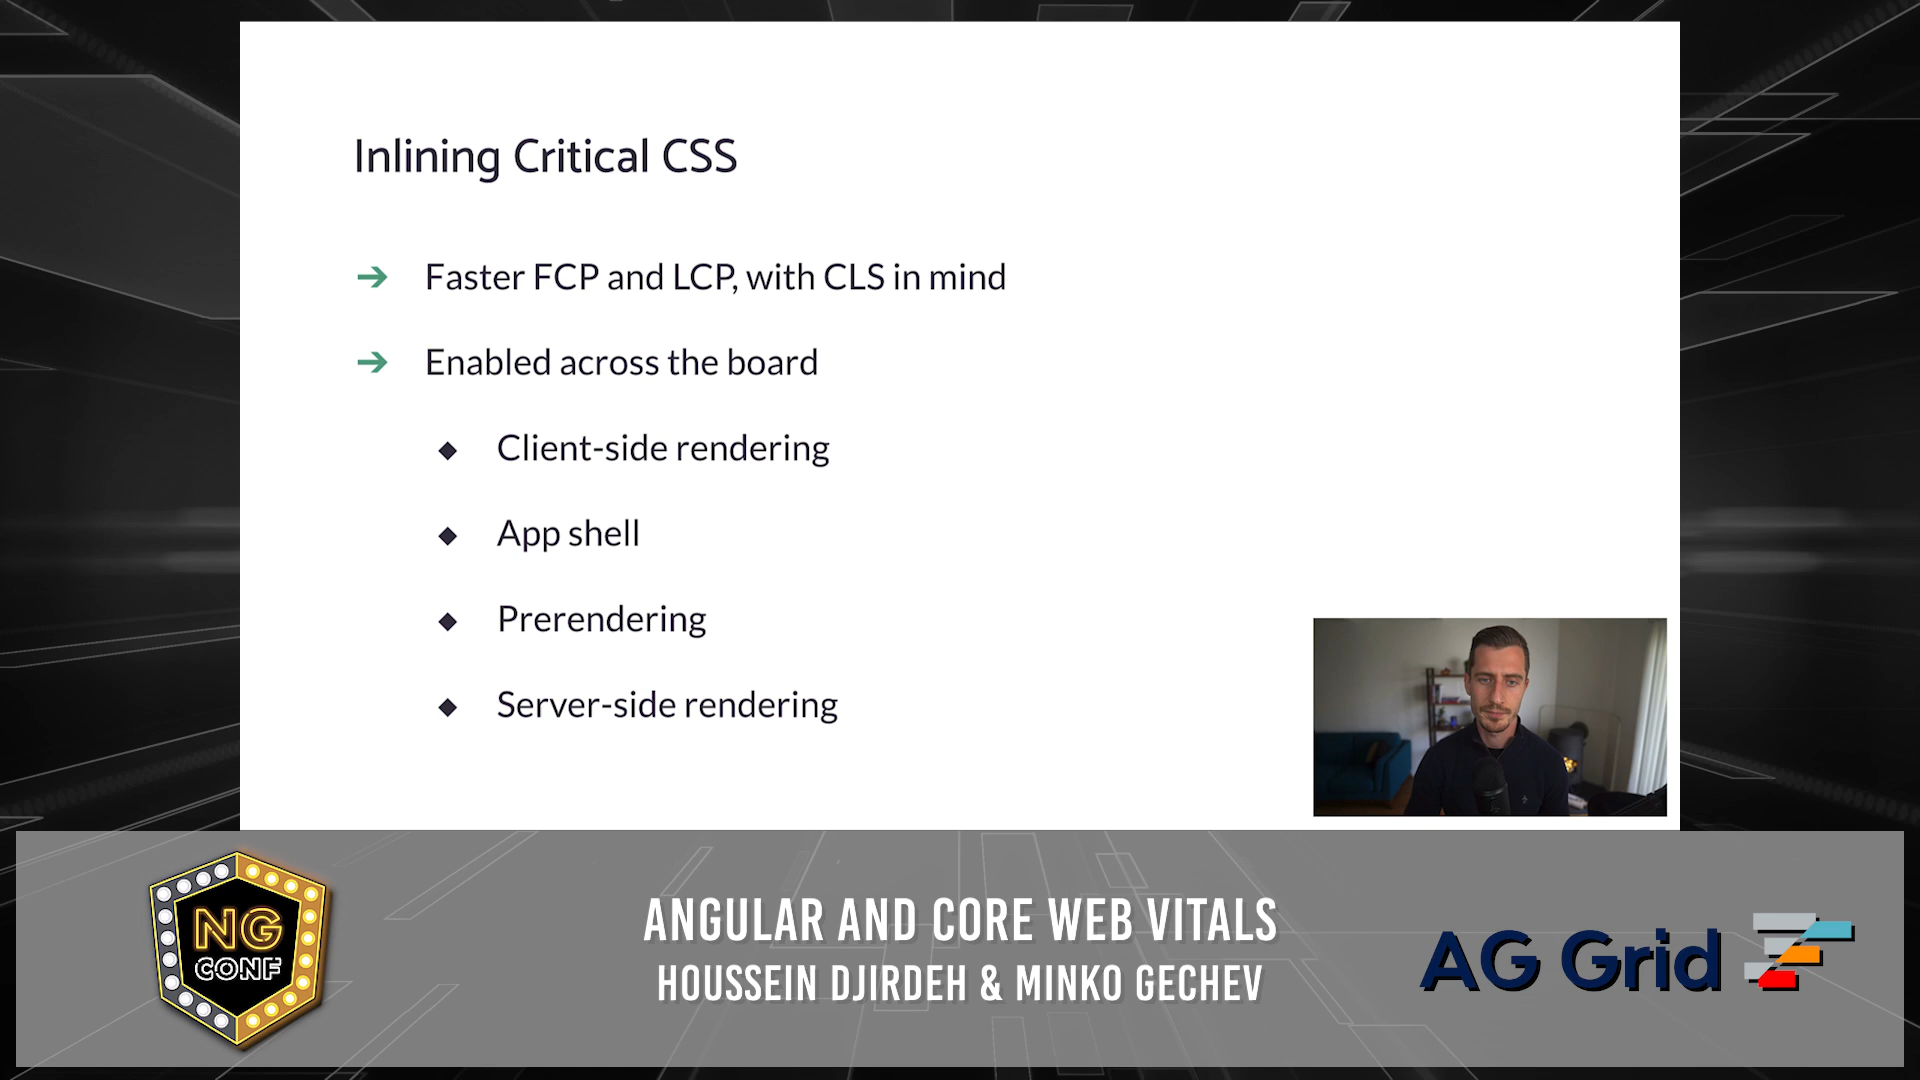 Inlining Critical CSS
➔ Faster FCP and LCP, with CLS in mind
➔ Enabled across the board
◆ Client-side rendering
◆ App shell
◆ Prerendering
◆ Server-side rendering
NG
CONF
ANGULAR AND CORE WEB VITALS
HOUSSEIN DJIRDEH & MINKO GECHEV
AG Grid